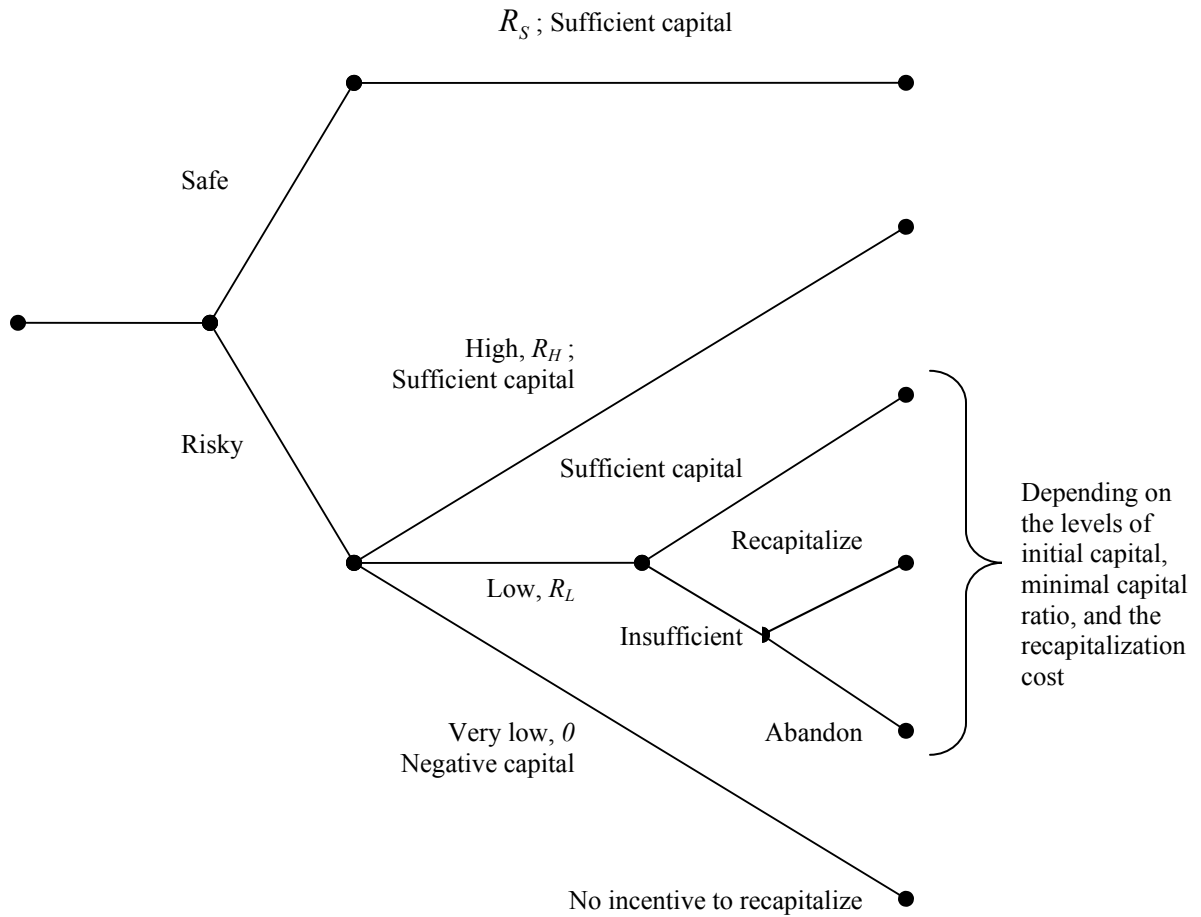 R_S ; Sufficient capital
Safe
High, R_H ;
Sufficient capital
Risky
Sufficient capital
Recapitalize
Low, R_L
Insufficient
Abandon
Very low, 0
Negative capital
No incentive to recapitalize
Depending on
the levels of
initial capital,
minimal capital
ratio, and the
recapitalization
cost